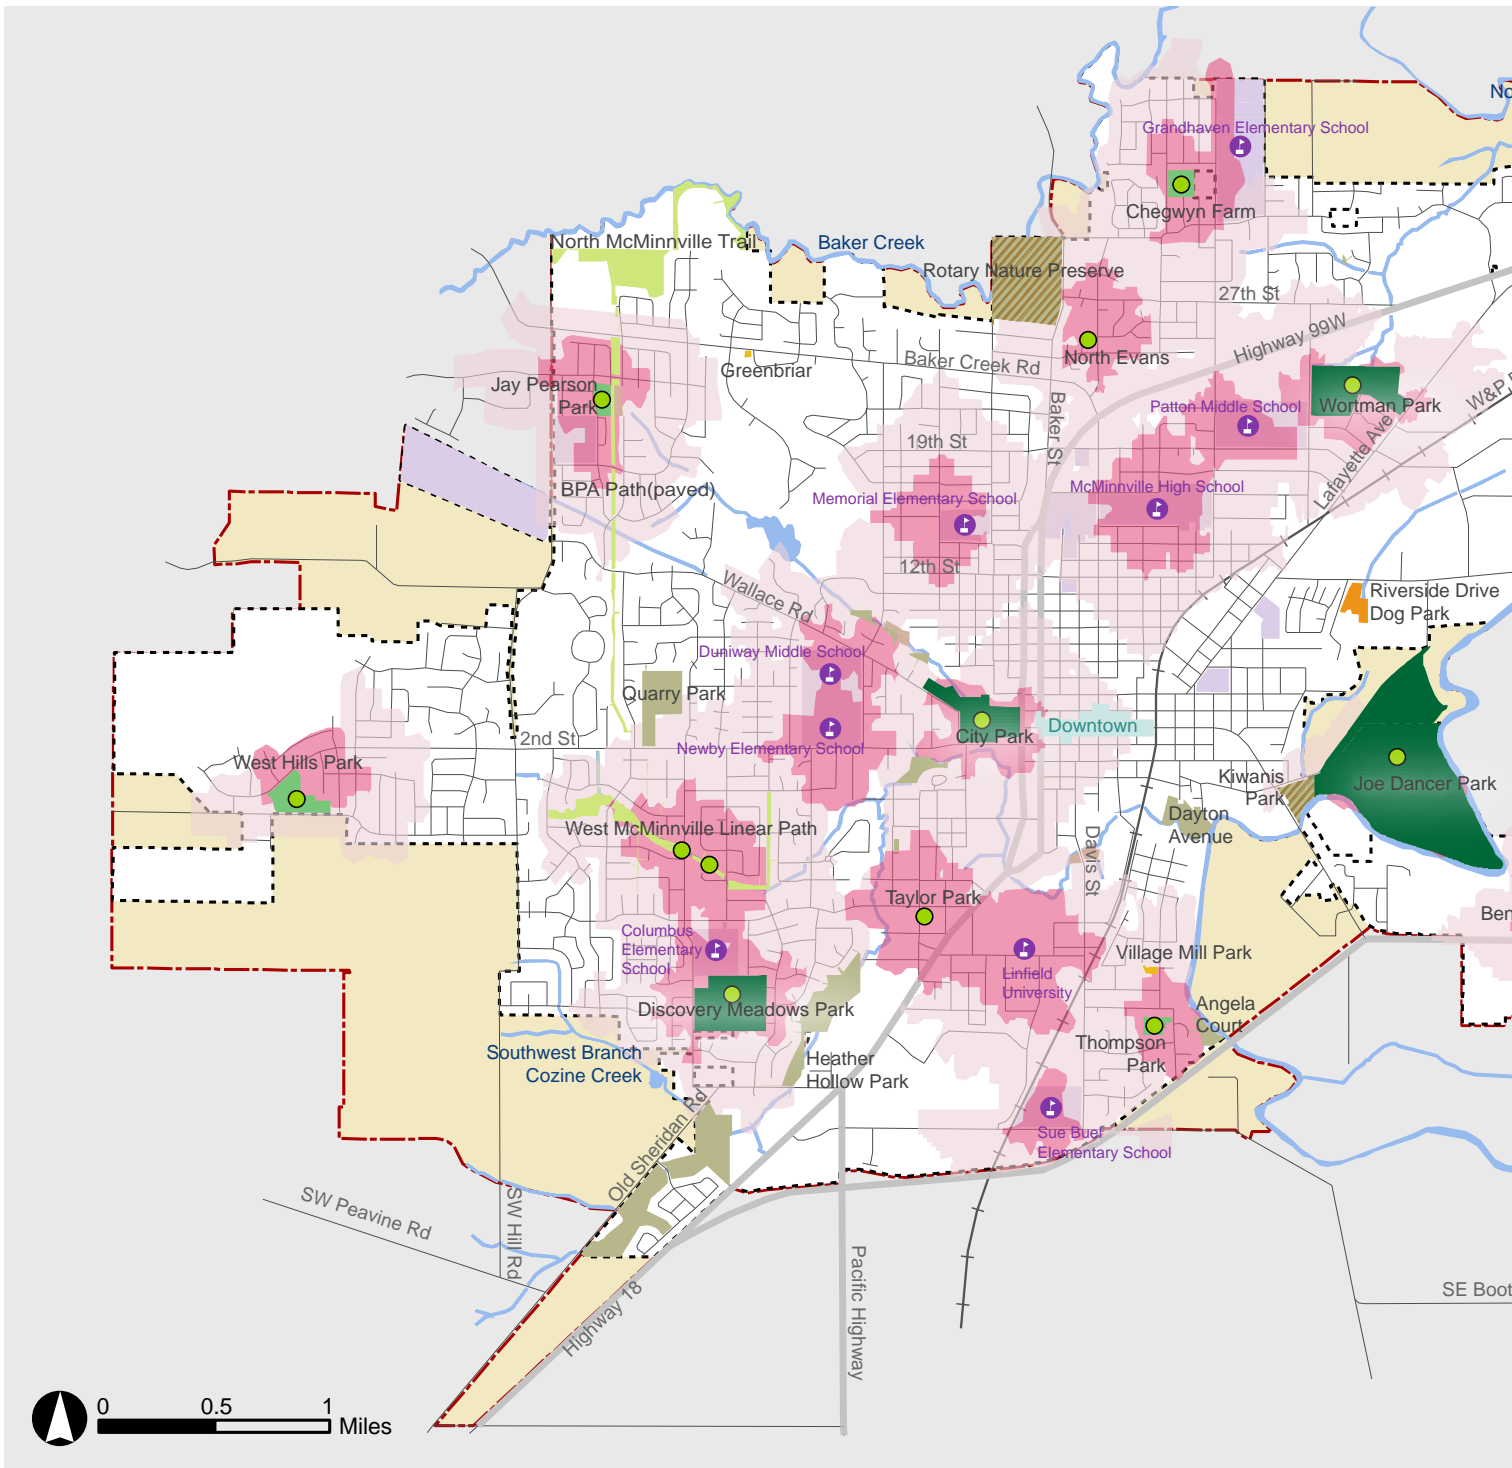 No
Grandhaven Elementary School
Chegwyn Farm
North McMinnville Trail
Baker Creek
Rotary Nature Preserve
27th St
Highway 99W
North Evans
Baker Creek Rd
Greenbriar
Jay Pearson
Park
Baker St
Patton Middle School
Wortman Park
W&P
Lafayette Ave
19th St
BPA Path(paved)
Memorial Elementary School
McMinnville High School
12th St
Wallace Rd
Riverside Drive
Dog Park
Duniway Middle School
Quarry Park
2nd St
Newby Elementary School
City Park
Downtown
West Hills Park
Kiwanis
Park
Joe Dancer Park
Dayton
Avenue
West McMinnville Linear Path
Davis St
Taylor Park
Ben
Columbus
Elementary
School
Village Mill Park
Linfield
University
Discovery Meadows Park
Angela
Court
Thompson
Park
Southwest Branch
Cozine Creek
Heather
Hollow Park
Sue Buel
Elementary School
Old Sheridan Rd
SW Peavine Rd
SW Hill Rd
Pacific Highway
Highway 18
SE Boot
0 0.5 1
Miles